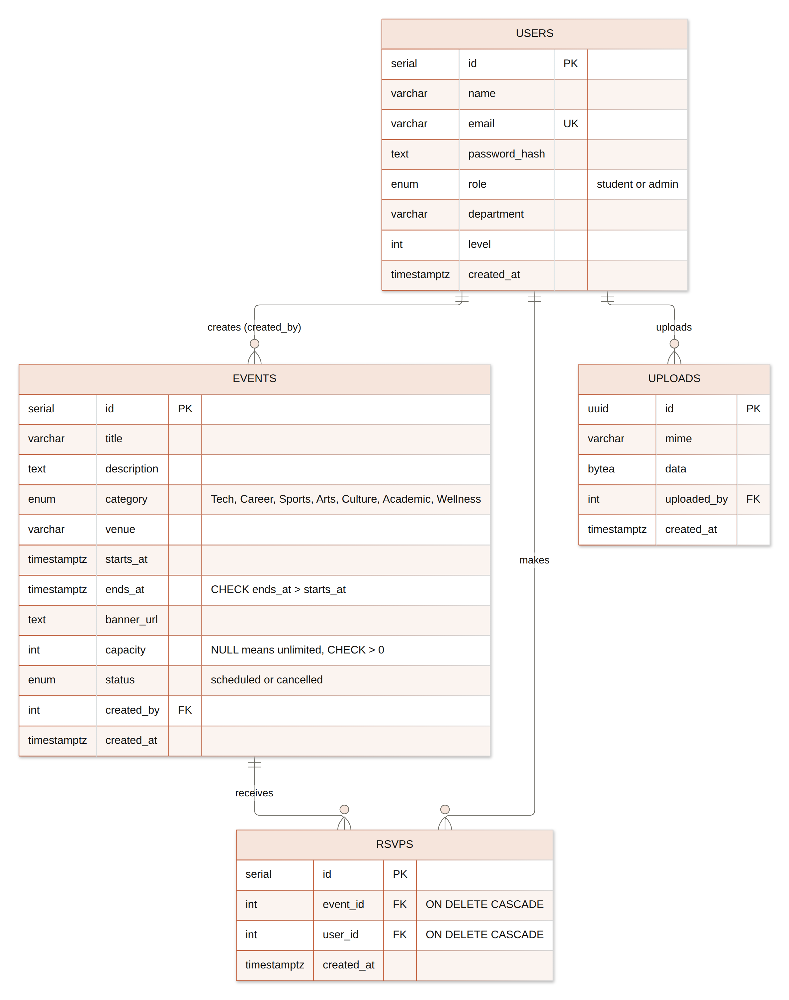 USERS
serial id PK
varchar name
varchar email UK
text password_hash
enum role student or admin
varchar department
int level
timestamptz created_at
creates (created_by)
uploads
EVENTS
serial id PK
varchar title
text description
enum category Tech, Career, Sports, Arts, Culture, Academic, Wellness
varchar venue
timestamptz starts_at
timestamptz ends_at CHECK ends_at > starts_at
text banner_url
int capacity NULL means unlimited, CHECK > 0
enum status scheduled or cancelled
int created_by FK
timestamptz created_at
UPLOADS
uuid id PK
varchar mime
bytea data
int uploaded_by FK
timestamptz created_at
makes
receives
RSVPS
serial id PK
int event_id FK ON DELETE CASCADE
int user_id FK ON DELETE CASCADE
timestamptz created_at